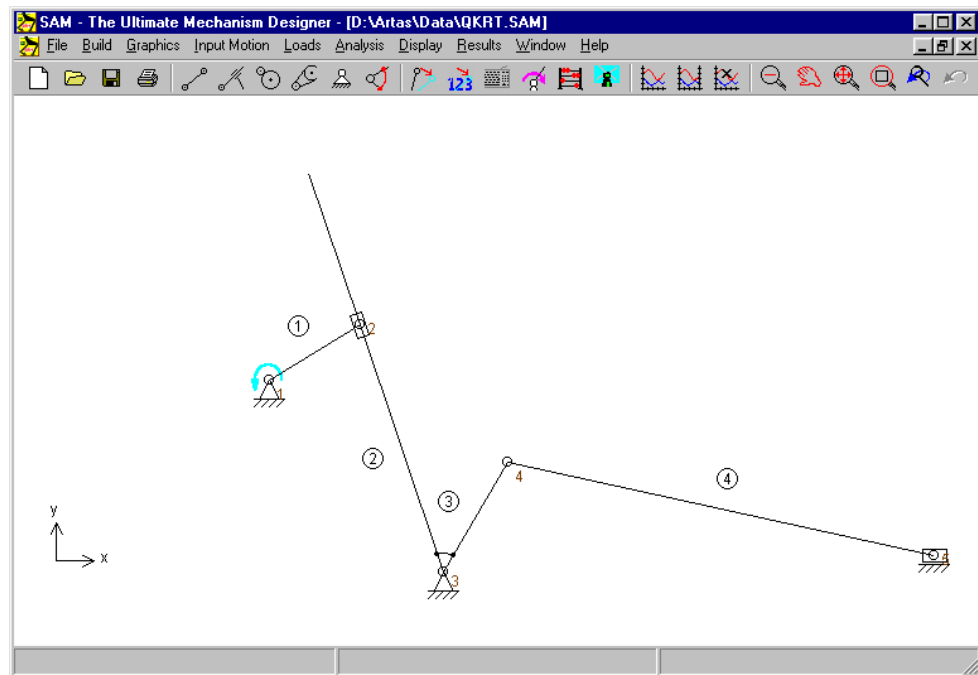 SAM - The Ultimate Mechanism Designer - [D:\Artas\Data\QKRT.SAM]
File Build Graphics Input Motion Loads Analysis Display Results Window Help
123
1
2
1
2
4
3
4
y
x
3
5